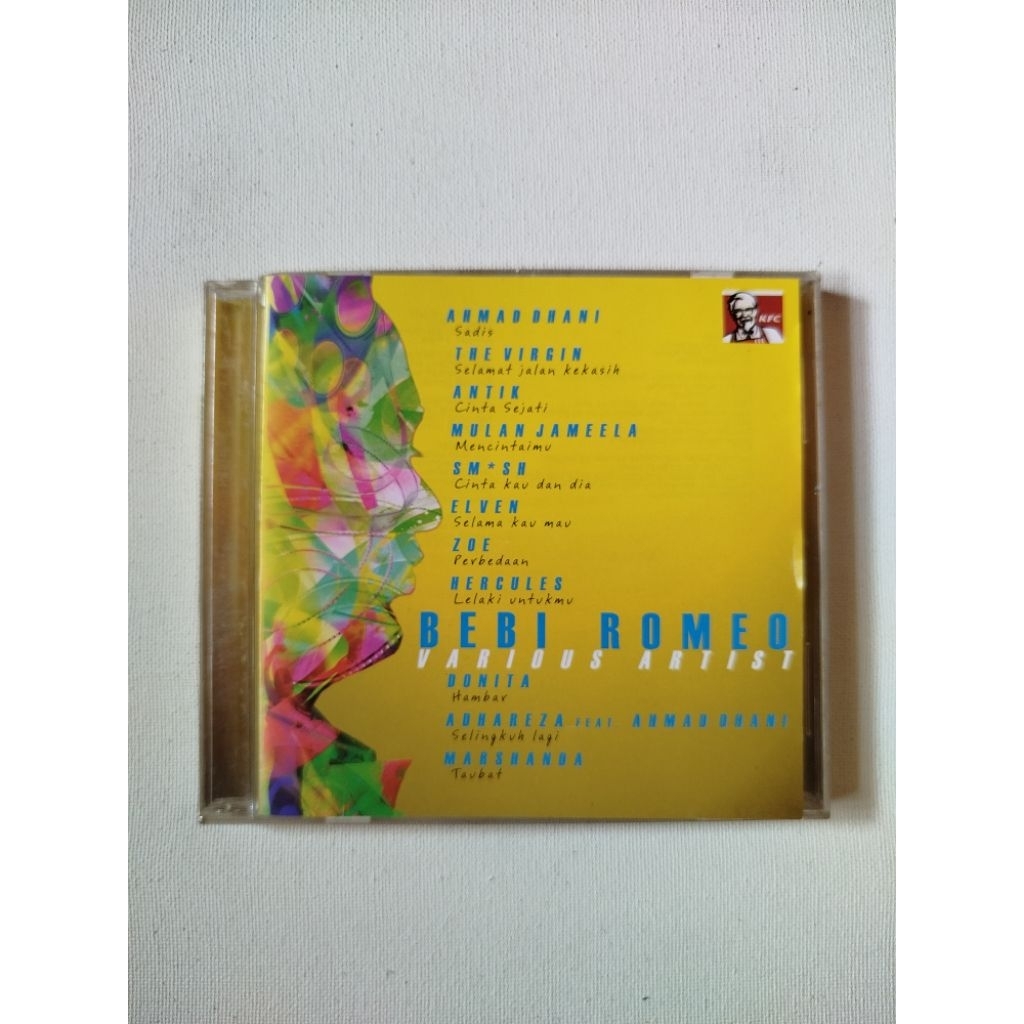 AHMAD DHANI
Sadis
KFC
THE VIRGIN
Selamat jalan kekasih
ANTIK
Cinta Sejati
MULAN JAMEELA
Mencintaimu
SM*SH
Cinta kau dan dia
ELVEN
Selama kau mau
ZOE
Perbedaan
HERCULES
Lelaki untukmu
BEBI ROMEO
VARIOUS ARTIST
DONITA
Hambar
ADHAREZA FEAT. AHMAD DHANI
Selingkuh lagi
MARSHANDA
Taubat